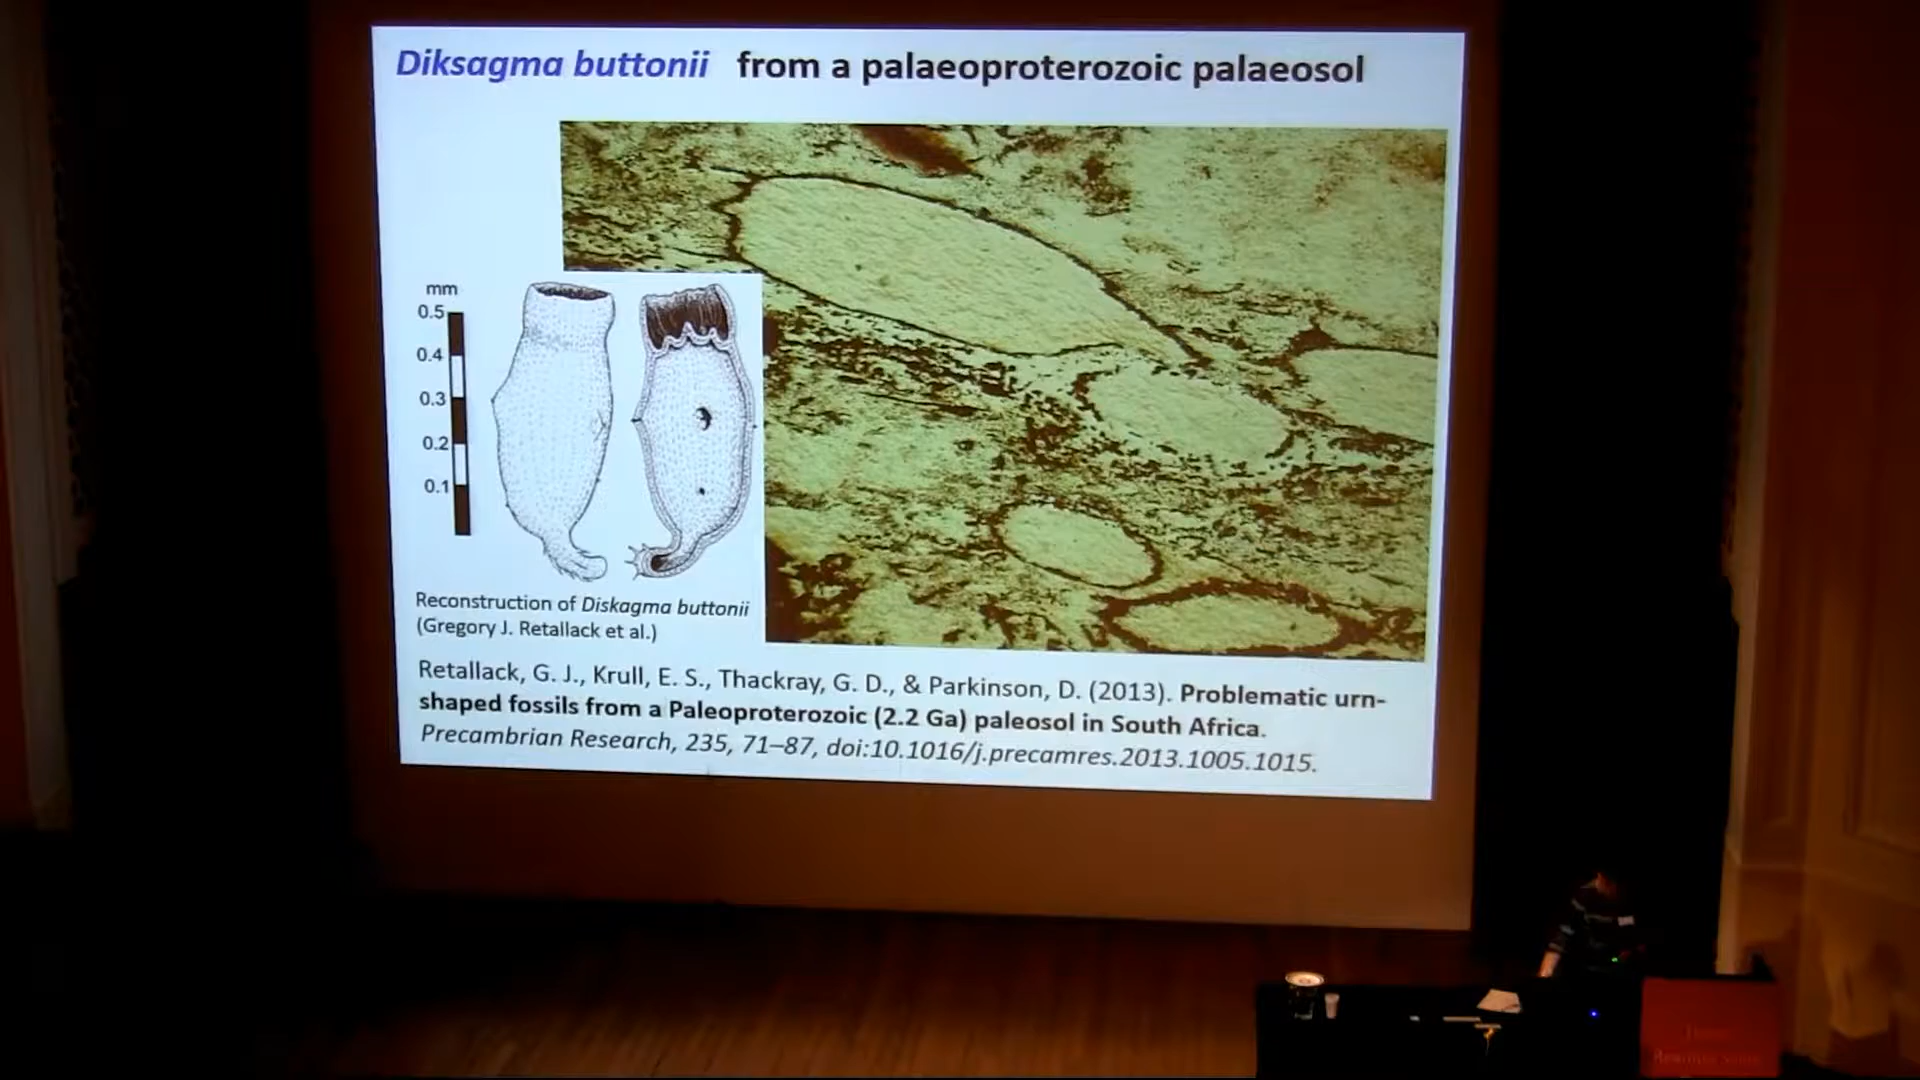 Diksagma buttonii from a palaeoproterozoic palaeosol
mm
0.5
0.4
0.3
0.2
0.1
Reconstruction of Diskagma buttonii
(Gregory J. Retallack et al.)
Retallack, G. J., Krull, E. S., Thackray, G. D., & Parkinson, D. (2013). Problematic urn-
shaped fossils from a Paleoproterozoic (2.2 Ga) paleosol in South Africa.
Precambrian Research, 235, 71–87, doi:10.1016/j.precamres.2013.1005.1015.